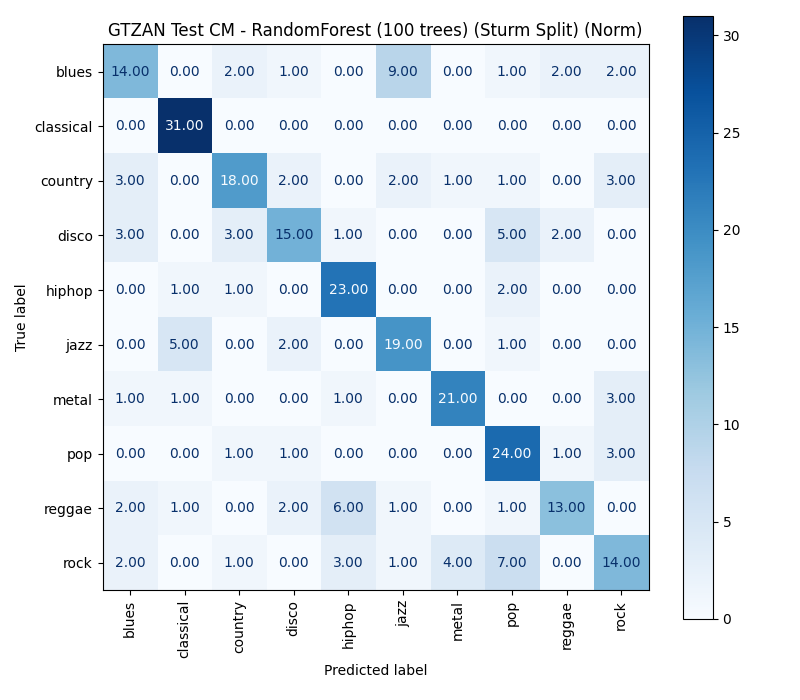 GTZAN Test CM - RandomForest (100 trees) (Sturm Split) (Norm)
True label
blues 14.00 0.00 2.00 1.00 0.00 9.00 0.00 1.00 2.00 2.00
classical 0.00 31.00 0.00 0.00 0.00 0.00 0.00 0.00 0.00 0.00
country 3.00 0.00 18.00 2.00 0.00 2.00 1.00 1.00 0.00 3.00
disco 3.00 0.00 3.00 15.00 1.00 0.00 0.00 5.00 2.00 0.00
hiphop 0.00 1.00 1.00 0.00 23.00 0.00 0.00 2.00 0.00 0.00
jazz 0.00 5.00 0.00 2.00 0.00 19.00 0.00 1.00 0.00 0.00
metal 1.00 1.00 0.00 0.00 1.00 0.00 21.00 0.00 0.00 3.00
pop 0.00 0.00 1.00 1.00 0.00 0.00 0.00 24.00 1.00 3.00
reggae 2.00 1.00 0.00 2.00 6.00 1.00 0.00 1.00 13.00 0.00
rock 2.00 0.00 1.00 0.00 3.00 1.00 4.00 7.00 0.00 14.00
blues classical country disco hiphop jazz metal pop reggae rock
Predicted label
30
25
20
15
10
5
0